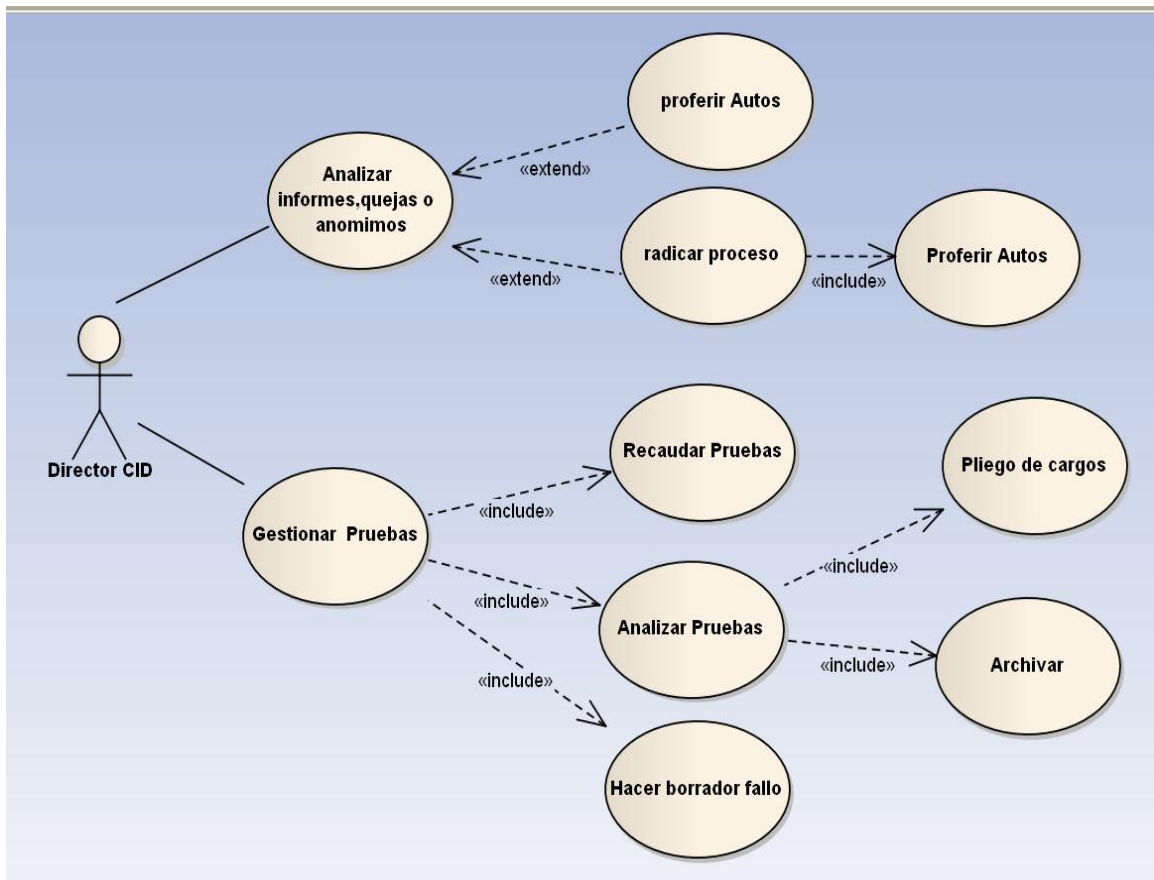 proferir Autos
Analizar
informes,quejas o
anomimos
«extend»
radicar proceso
«extend»
«include»
Proferir Autos
Director CID
Recaudar Pruebas
Pliego de cargos
Gestionar  Pruebas
«include»
«include»
Analizar Pruebas
«include»
«include»
Archivar
«include»
Hacer borrador fallo